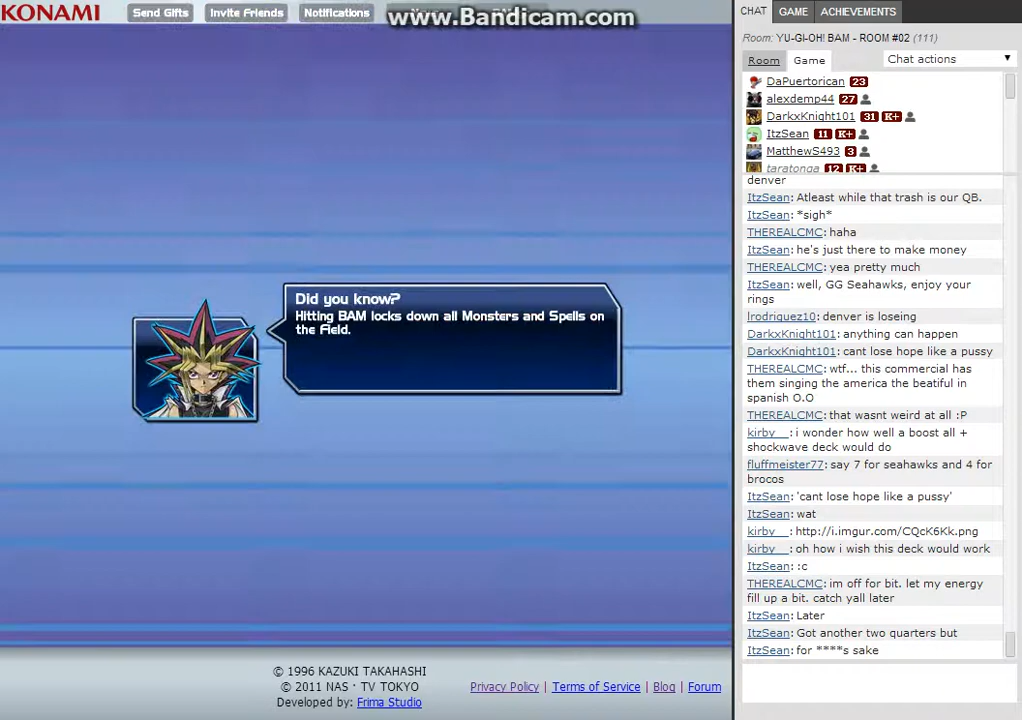 KONAMI
Send Gifts
Invite Friends
Notifications
www.Bandicam.com
CHAT
GAME
ACHIEVEMENTS
Room: YU-GI-OH! BAM - ROOM #02 (111)
Room
Game
Chat actions
DaPuertorican 23
alexdemp44 27
DarkxKnight101 31 K+
ItzSean 11 K+
MatthewS493 3
taratonga 12 K+
denver
ItzSean: Atleast while that trash is our QB.
ItzSean: *sigh*
THEREALCMC: haha
ItzSean: he's just there to make money
THEREALCMC: yea pretty much
ItzSean: well, GG Seahawks, enjoy your
rings
lrodriquez10: denver is loseing
DarkxKnight101: anything can happen
DarkxKnight101: cant lose hope like a pussy
THEREALCMC: wtf... this commercial has
them singing the america the beatiful in
spanish O.O
THEREALCMC: that wasnt weird at all :P
kirby__: i wonder how well a boost all +
shockwave deck would do
fluffmeister77: say 7 for seahawks and 4 for
brocos
ItzSean: 'cant lose hope like a pussy'
ItzSean: wat
kirby__: http://i.imgur.com/CQcK6Kk.png
kirby__: oh how i wish this deck would work
ItzSean: :c
THEREALCMC: im off for bit. let my energy
fill up a bit. catch yall later
ItzSean: Later
ItzSean: Got another two quarters but
ItzSean: for ****s sake
Did you know?
Hitting BAM locks down all Monsters and Spells on
the Field.
© 1996 KAZUKI TAKAHASHI
© 2011 NAS · TV TOKYO
Developed by: Frima Studio
Privacy Policy | Terms of Service | Blog | Forum